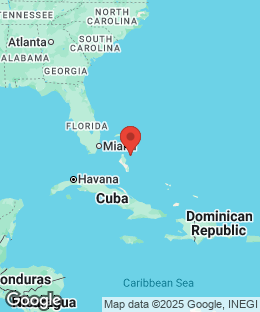 TENNESSEE
NORTH
CAROLINA
Atlanta
SOUTH
CAROLINA
ALABAMA
GEORGIA
FLORIDA
Miami
Havana
Cuba
Dominican
Republic
Honduras
Caribbean Sea
Nicaragua
Google
Map data ©2025 Google, INEGI